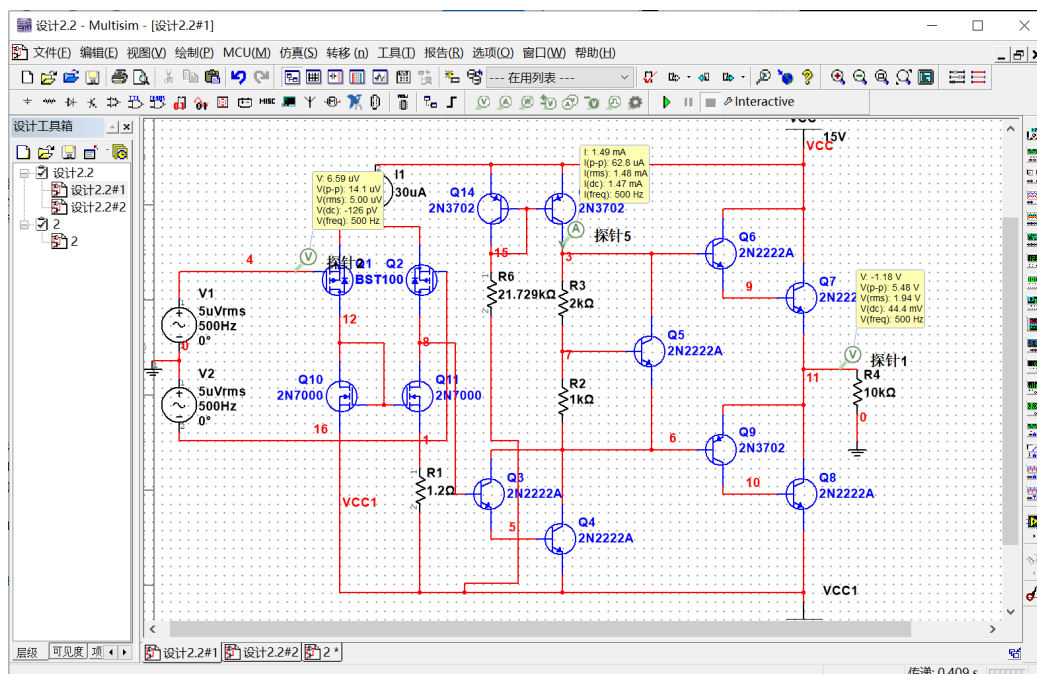 设计2.2 - Multisim - [设计2.2#1]
文件(F) 编辑(E) 视图(V) 绘制(P) MCU(M) 仿真(S) 转移 (n) 工具(T) 报告(R) 选项(O) 窗口(W) 帮助(H)
--- 在用列表 ---
MISC
Interactive
设计工具箱
设计2.2
设计2.2#1
设计2.2#2
2
2
层级 可见度 项
VCC
15V
VCC
I1
30uA
V: 6.59 uV
V(p-p): 14.1 uV
V(rms): 5.00 uV
V(dc): -126 pV
V(freq): 500 Hz
I: 1.49 mA
I(p-p): 62.8 uA
I(rms): 1.48 mA
I(dc): 1.47 mA
I(freq): 500 Hz
Q14
2N3702
2N3702
A
探针5
15
3
Q6
2N2222A
V
4
Q1
Q2
BST100
R6
21.729kΩ
R3
2kΩ
9
Q7
V: -1.18 V
V(p-p): 5.48 V
V(rms): 1.94 V
V(dc): 44.4 mV
V(freq): 500 Hz
V1
5uVrms
500Hz
0°
0
12
8
7
Q5
2N2222A
V
探针1
11
R4
10kΩ
0
V2
5uVrms
500Hz
0°
Q10
2N7000
Q11
2N7000
R2
1kΩ
16
1
6
Q9
2N3702
R1
1.2Ω
VCC1
Q3
2N2222A
10
Q8
2N2222A
5
Q4
2N2222A
VCC1
设计2.2#1 设计2.2#2 2 *
传递: 0.409 s